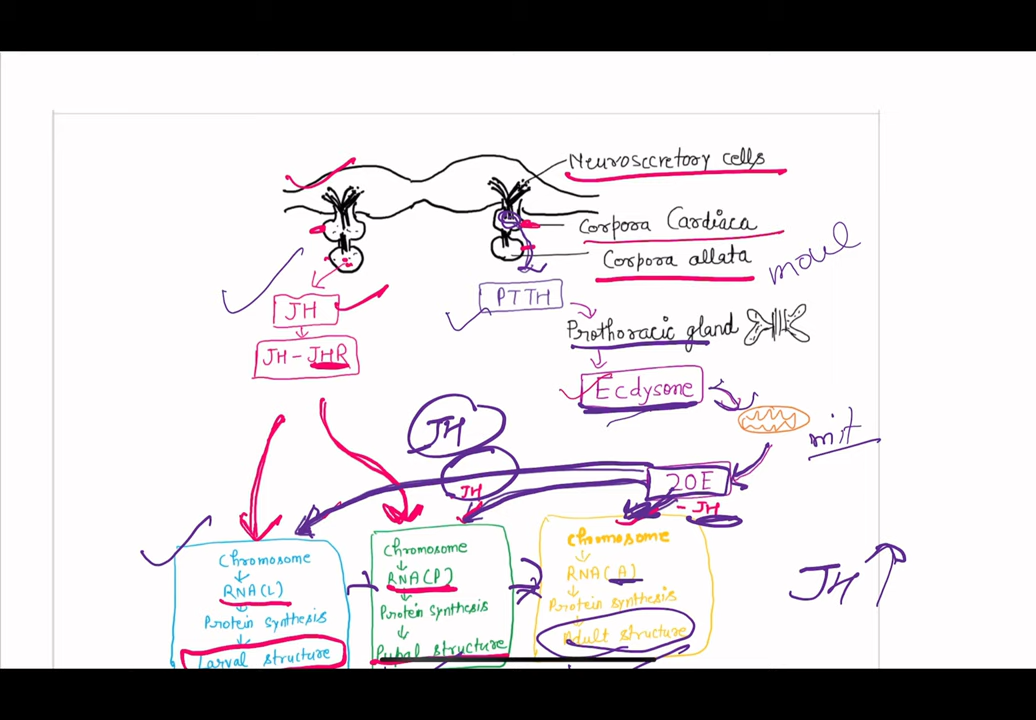 Neurosccretory cells
Corpora Cardiaca
Corpora allata
moul
JH
PTTH
Prothoracic gland
JH-JHR
Ecdysone
JH
mit
20E
JH
- JH
Chromosome
RNA(L)
Protein synthesis
Larval structure
Chromosome
RNA(P)
Protein synthesis
Pupal structure
Chromosome
RNA(A)
Protein synthesis
Adult structure
JH